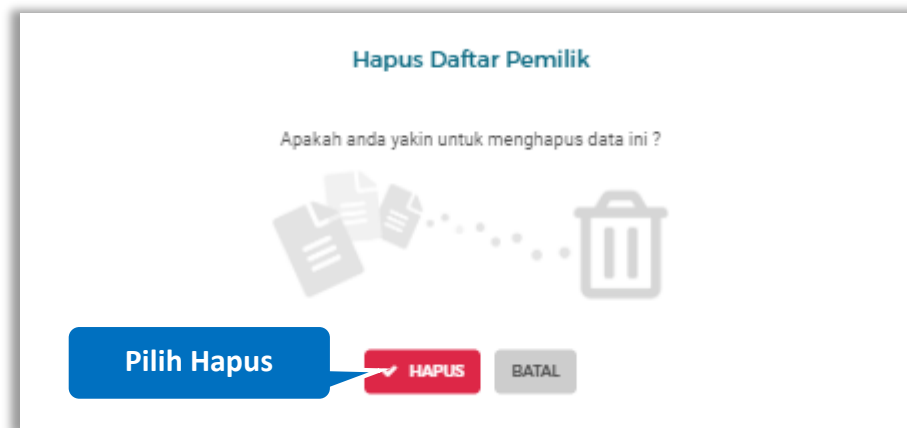 Hapus Daftar Pemilik
Apakah anda yakin untuk menghapus data ini ?
Pilih Hapus
HAPUS
BATAL